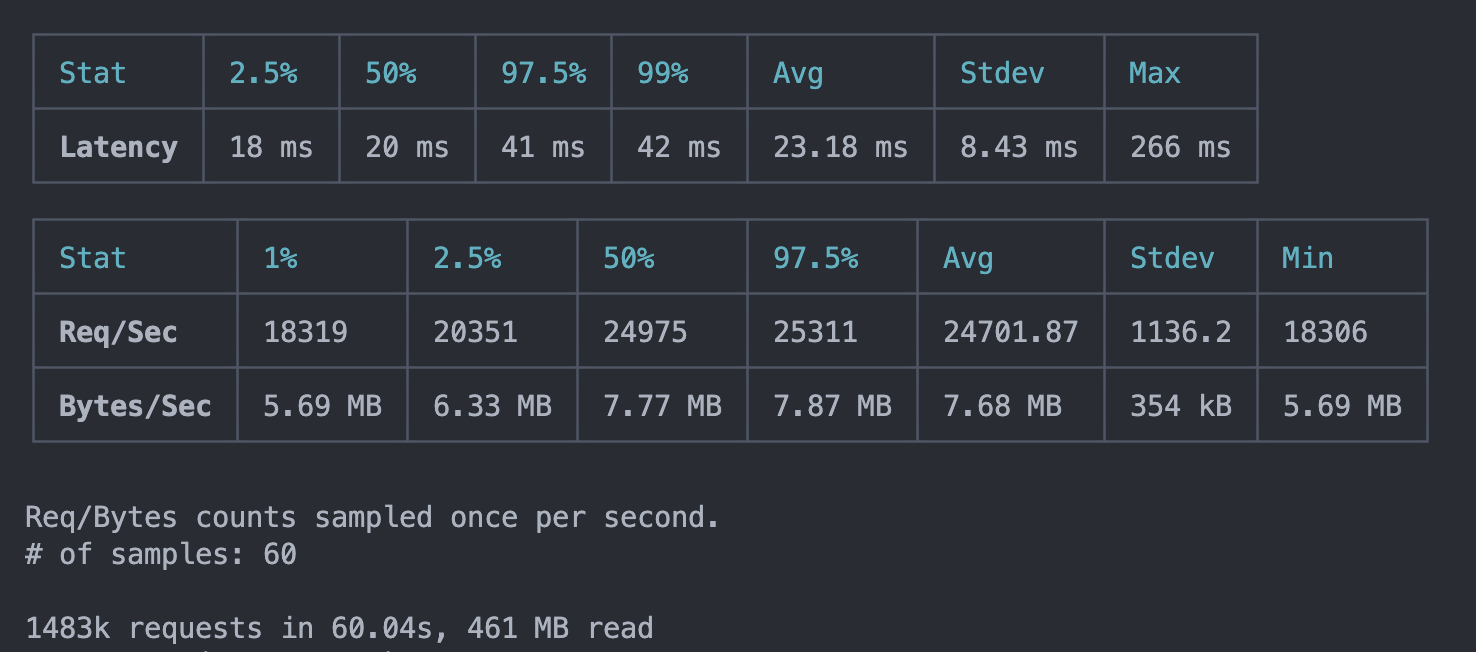 Stat 2.5% 50% 97.5% 99% Avg Stdev Max
Latency 18 ms 20 ms 41 ms 42 ms 23.18 ms 8.43 ms 266 ms
Stat 1% 2.5% 50% 97.5% Avg Stdev Min
Req/Sec 18319 20351 24975 25311 24701.87 1136.2 18306
Bytes/Sec 5.69 MB 6.33 MB 7.77 MB 7.87 MB 7.68 MB 354 kB 5.69 MB
Req/Bytes counts sampled once per second.
# of samples: 60
1483k requests in 60.04s, 461 MB read